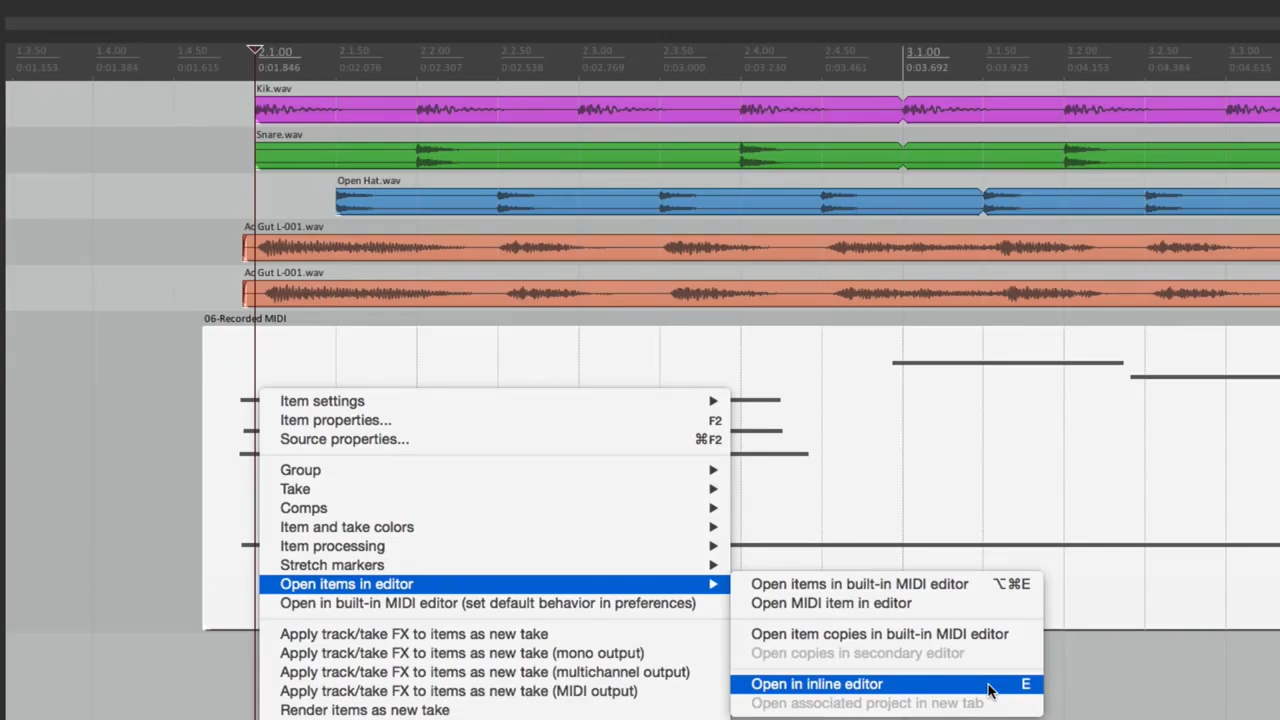 1.3.50 1.4.00 1.4.50 2.1.00 2.1.50 2.2.00 2.2.50 2.3.00 2.3.50 2.4.00 2.4.50 3.1.00 3.1.50 3.2.00 3.2.50 3.3.00
0:01.153 0:01.384 0:01.615 0:01.846 0:02.076 0:02.307 0:02.538 0:02.769 0:03.000 0:03.230 0:03.461 0:03.692 0:03.923 0:04.153 0:04.384 0:04.615
Kik.wav
Snare.wav
Open Hat.wav
Ac Gut L-001.wav
Ac Gut L-001.wav
06-Recorded MIDI
Item settings
Item properties... F2
Source properties... ⌘F2
Group
Take
Comps
Item and take colors
Item processing
Stretch markers
Open items in editor
Open in built-in MIDI editor (set default behavior in preferences)
Apply track/take FX to items as new take
Apply track/take FX to items as new take (mono output)
Apply track/take FX to items as new take (multichannel output)
Apply track/take FX to items as new take (MIDI output)
Render items as new take
Open items in built-in MIDI editor ⌥⌘E
Open MIDI item in editor
Open item copies in built-in MIDI editor
Open copies in secondary editor
Open in inline editor E
Open associated project in new tab